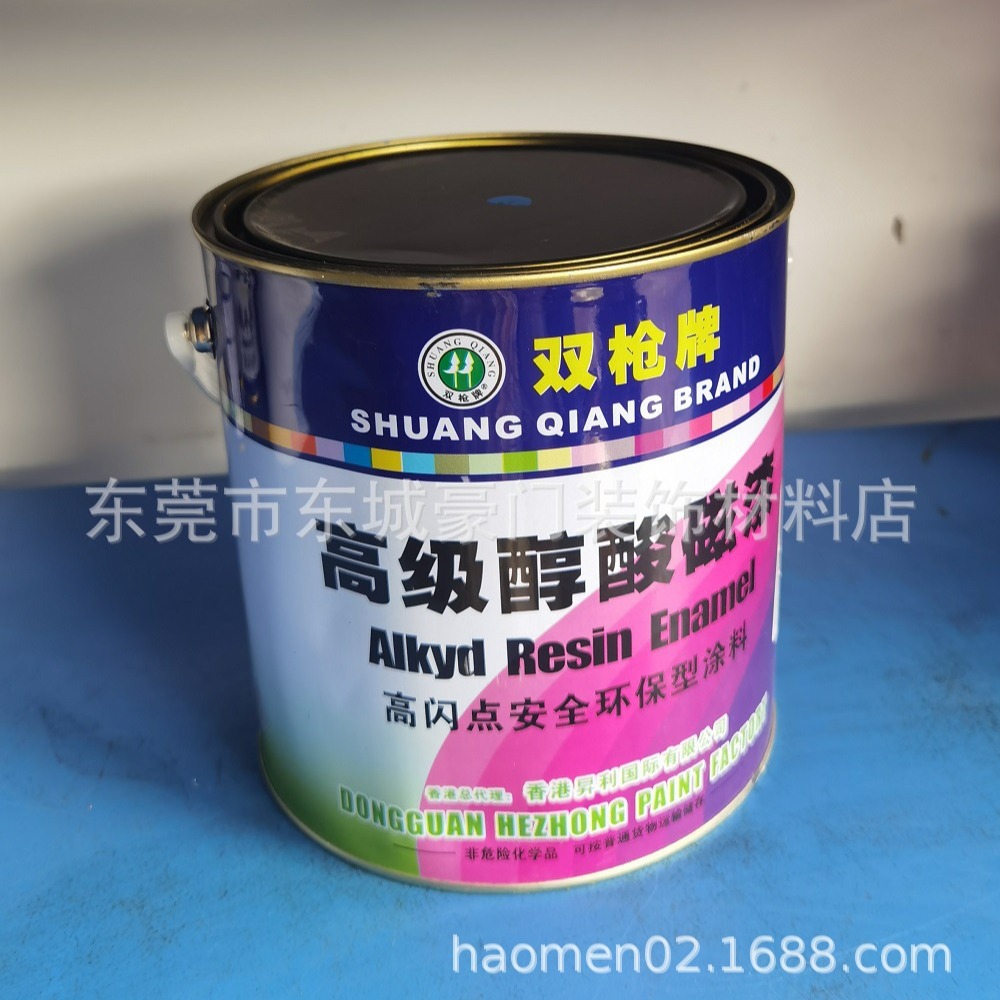 SHUANG QIANG
双枪牌®
双枪牌
SHUANG QIANG BRAND
东莞市东城豪门装饰材料店
高级醇酸磁漆
Alkyd Resin Enamel
高闪点安全环保型涂料
香港总代理：香港昇利国际有限公司
DONGGUAN HEZHONG PAINT FACTORY
非危险化学品 可按普通货物运输储存
haomen02.1688.com